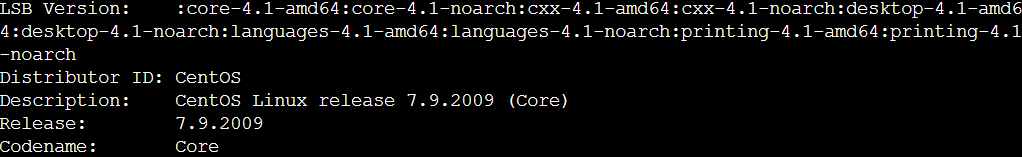 LSB Version:    :core-4.1-amd64:core-4.1-noarch:cxx-4.1-amd64:cxx-4.1-noarch:desktop-4.1-amd6
4:desktop-4.1-noarch:languages-4.1-amd64:languages-4.1-noarch:printing-4.1-amd64:printing-4.1
-noarch
Distributor ID: CentOS
Description:    CentOS Linux release 7.9.2009 (Core)
Release:        7.9.2009
Codename:       Core